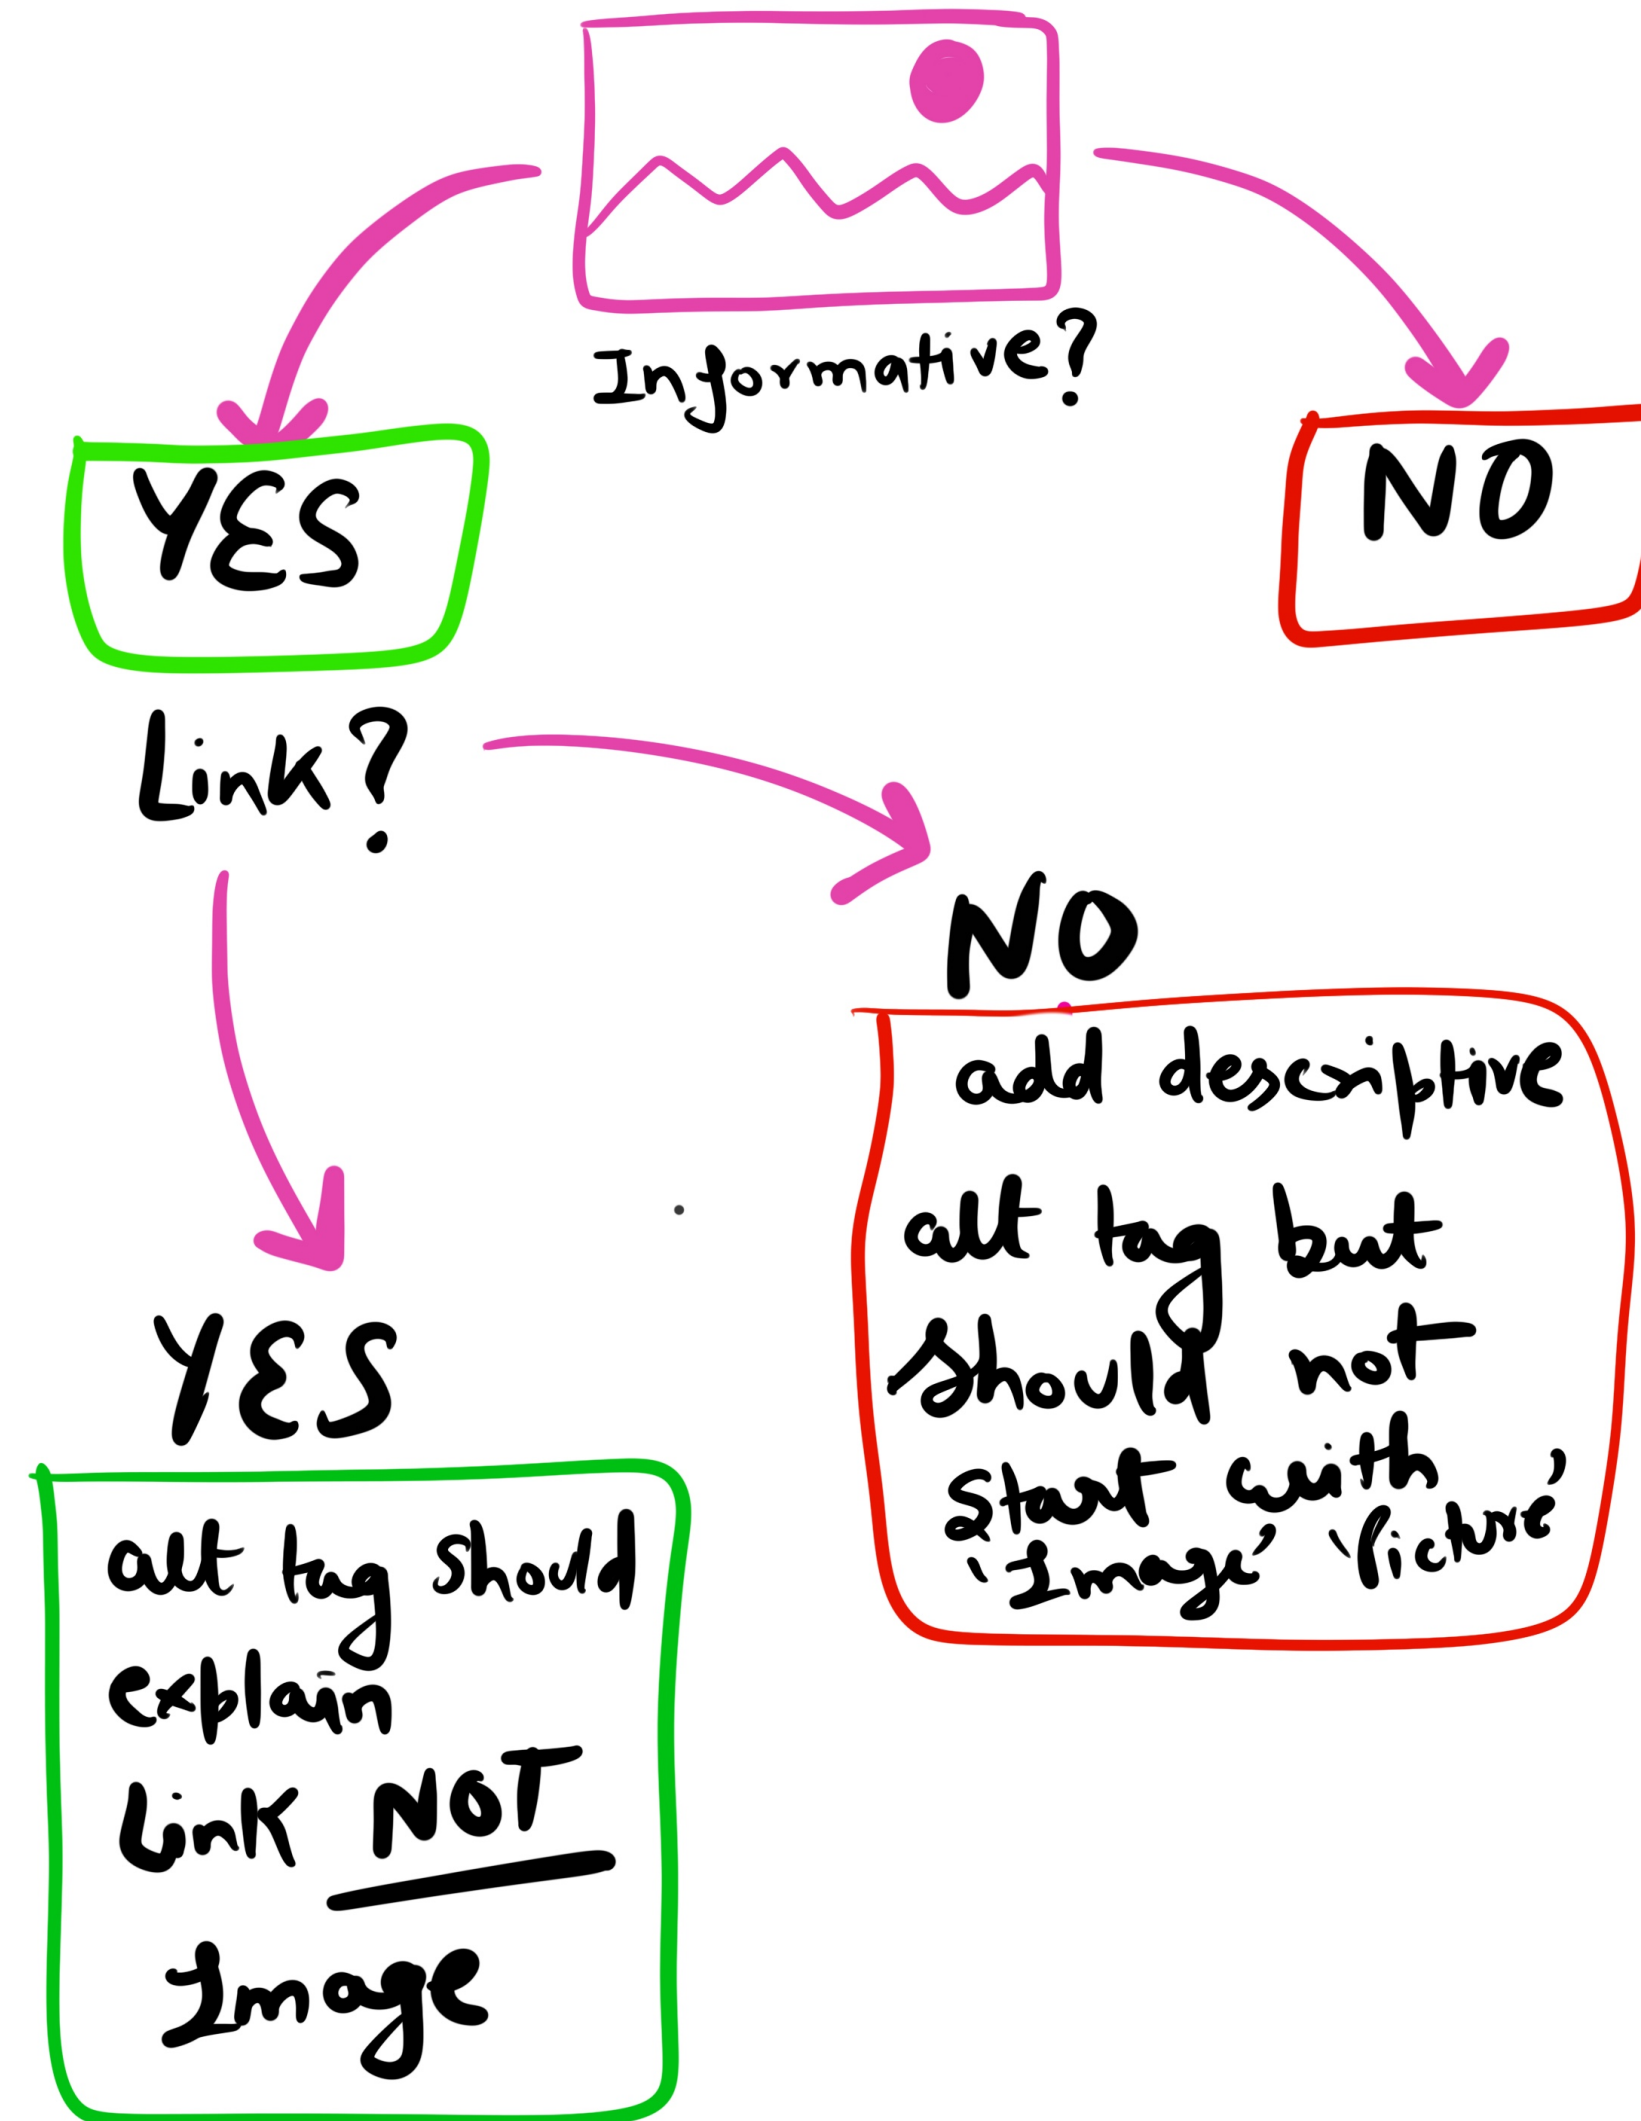 Informative?
YES
NO
Link?
NO
add descriptive
alt tag but
should not
start with
'Image' 'Picture'
YES
alt tag should
explain
Link NOT
Image